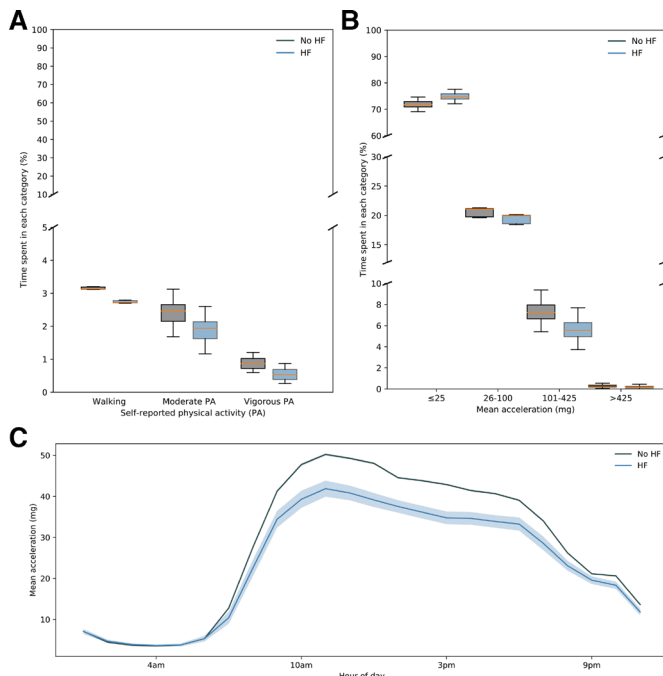 A
100
90
80
70
60
50
40
30
20
10
5
4
3
2
1
0
Time spent in each category (%)
No HF
HF
Walking Moderate PA Vigorous PA
Self-reported physical activity (PA)
B
100
90
80
70
60
30
25
20
15
10
8
6
4
2
0
Time spent in each category (%)
No HF
HF
≤25 26-100 101-425 >425
Mean acceleration (mg)
C
50
40
30
20
10
Mean acceleration (mg)
No HF
HF
4am 10am 3pm 9pm
Hour of day